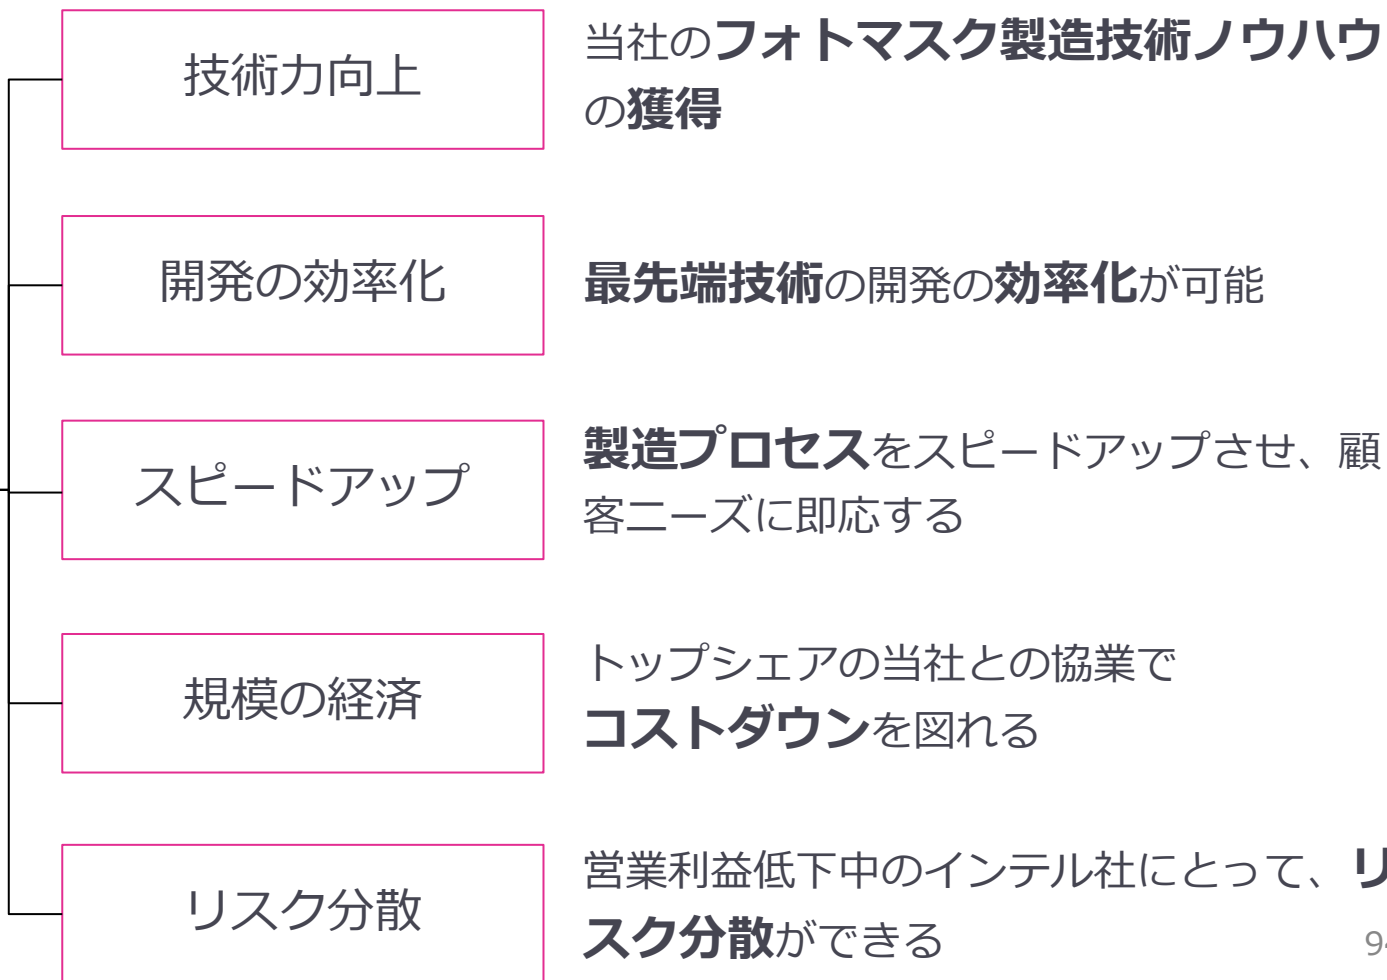 技術力向上
当社のフォトマスク製造技術ノウハウ
の獲得
開発の効率化
最先端技術の開発の効率化が可能
スピードアップ
製造プロセスをスピードアップさせ、顧
客ニーズに即応する
規模の経済
トップシェアの当社との協業で
コストダウンを図れる
リスク分散
営業利益低下中のインテル社にとって、リ
スク分散ができる
94